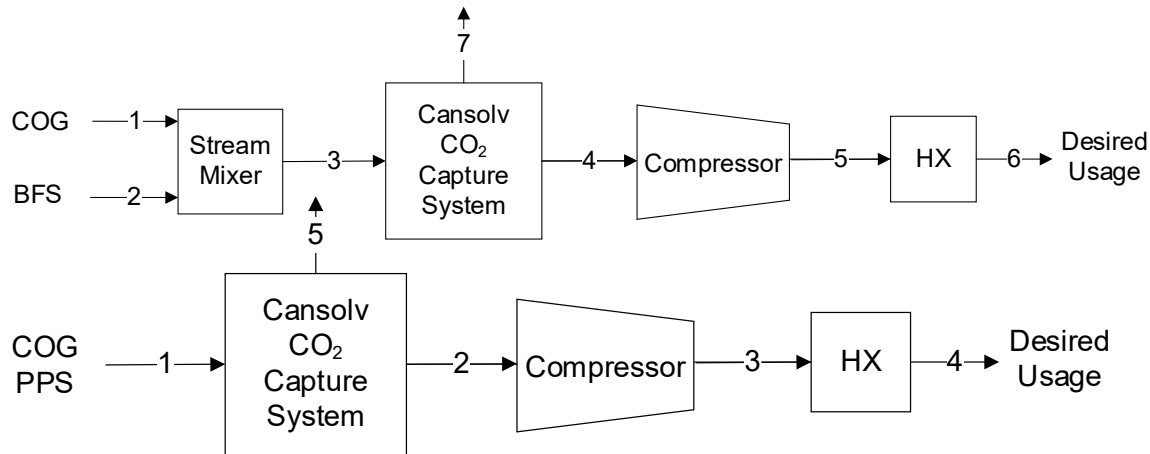 7
COG
1
Stream
Mixer
3
Cansolv
CO₂
Capture
System
4
Compressor
5
HX
6
Desired
Usage
BFS
2
5
COG
PPS
1
Cansolv
CO₂
Capture
System
2
Compressor
3
HX
4
Desired
Usage